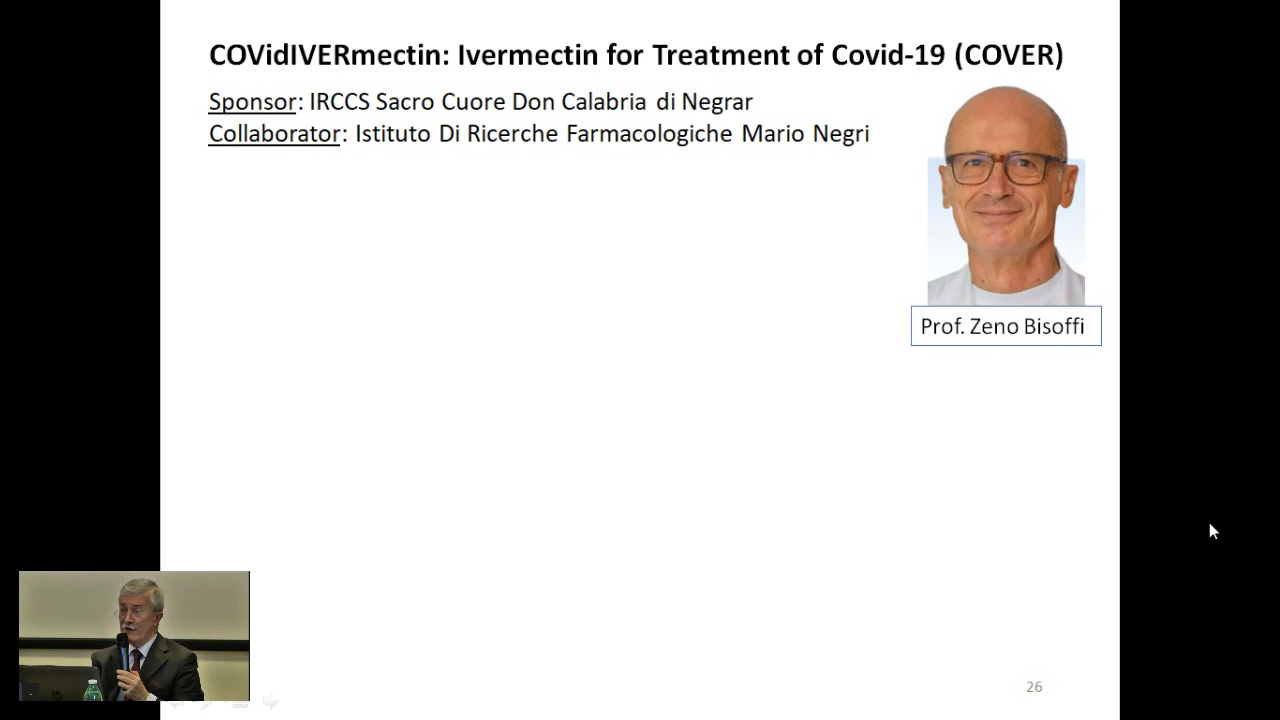 COVidIVERmectin: Ivermectin for Treatment of Covid-19 (COVER)
Sponsor: IRCCS Sacro Cuore Don Calabria di Negrar
Collaborator: Istituto Di Ricerche Farmacologiche Mario Negri
Prof. Zeno Bisoffi
26